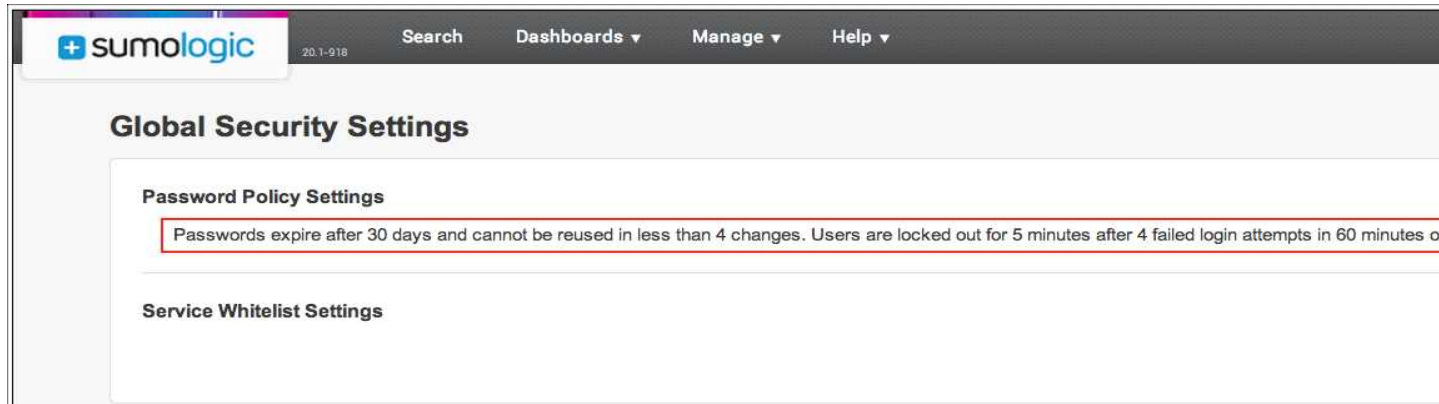 sumologic
20.1-918
Search Dashboards Manage Help
Global Security Settings
Password Policy Settings
Passwords expire after 30 days and cannot be reused in less than 4 changes. Users are locked out for 5 minutes after 4 failed login attempts in 60 minutes
Service Whitelist Settings